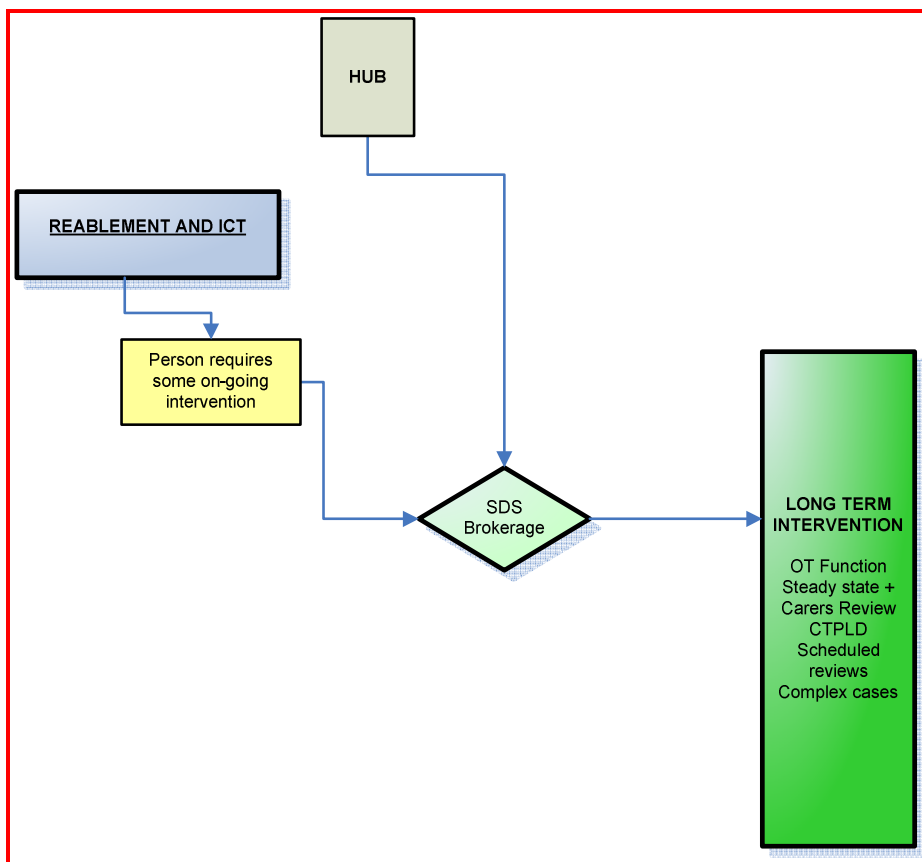 HUB
REABLEMENT AND ICT
Person requires
some on-going
intervention
SDS
Brokerage
LONG TERM
INTERVENTION
OT Function
Steady state +
Carers Review
CTPLD
Scheduled
reviews
Complex cases